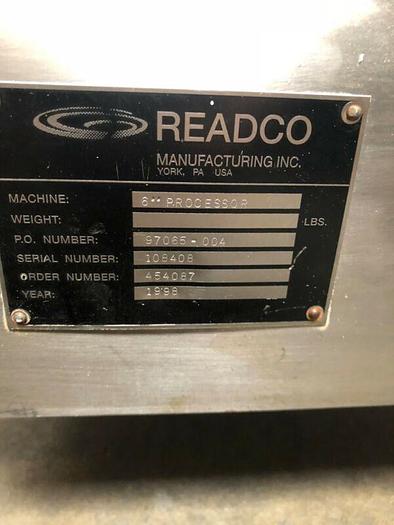 READCO
MANUFACTURING INC.
YORK, PA USA
MACHINE: 6" PROCESSOR
WEIGHT: LBS.
P.O. NUMBER: 97065-004
SERIAL NUMBER: 108408
ORDER NUMBER: 454087
YEAR: 1998